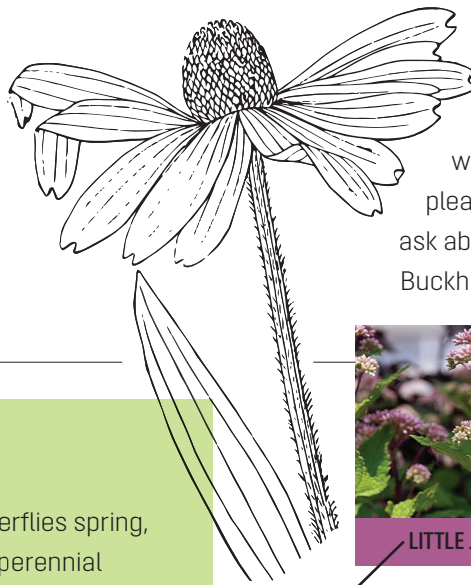 w
plea
ask ab
Buckh
erflies spring,
perennial
LITTLE J